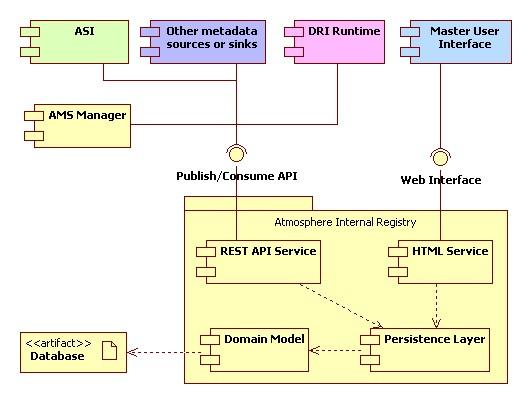 ASI
Other metadata
sources or sinks
DRI Runtime
Master User
Interface
AMS Manager
Publish/Consume API
Web Interface
Atmosphere Internal Registry
REST API Service
HTML Service
<<artifact>>
Database
Domain Model
Persistence Layer